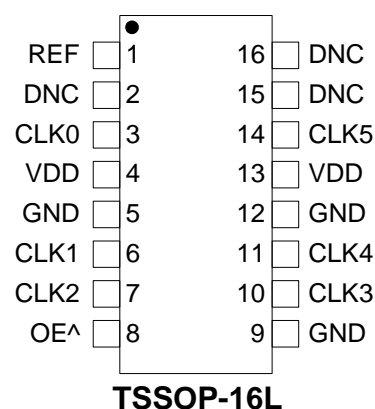 REF 1 16 DNC
DNC 2 15 DNC
CLK0 3 14 CLK5
VDD 4 13 VDD
GND 5 12 GND
CLK1 6 11 CLK4
CLK2 7 10 CLK3
OE^ 8 9 GND
TSSOP-16L